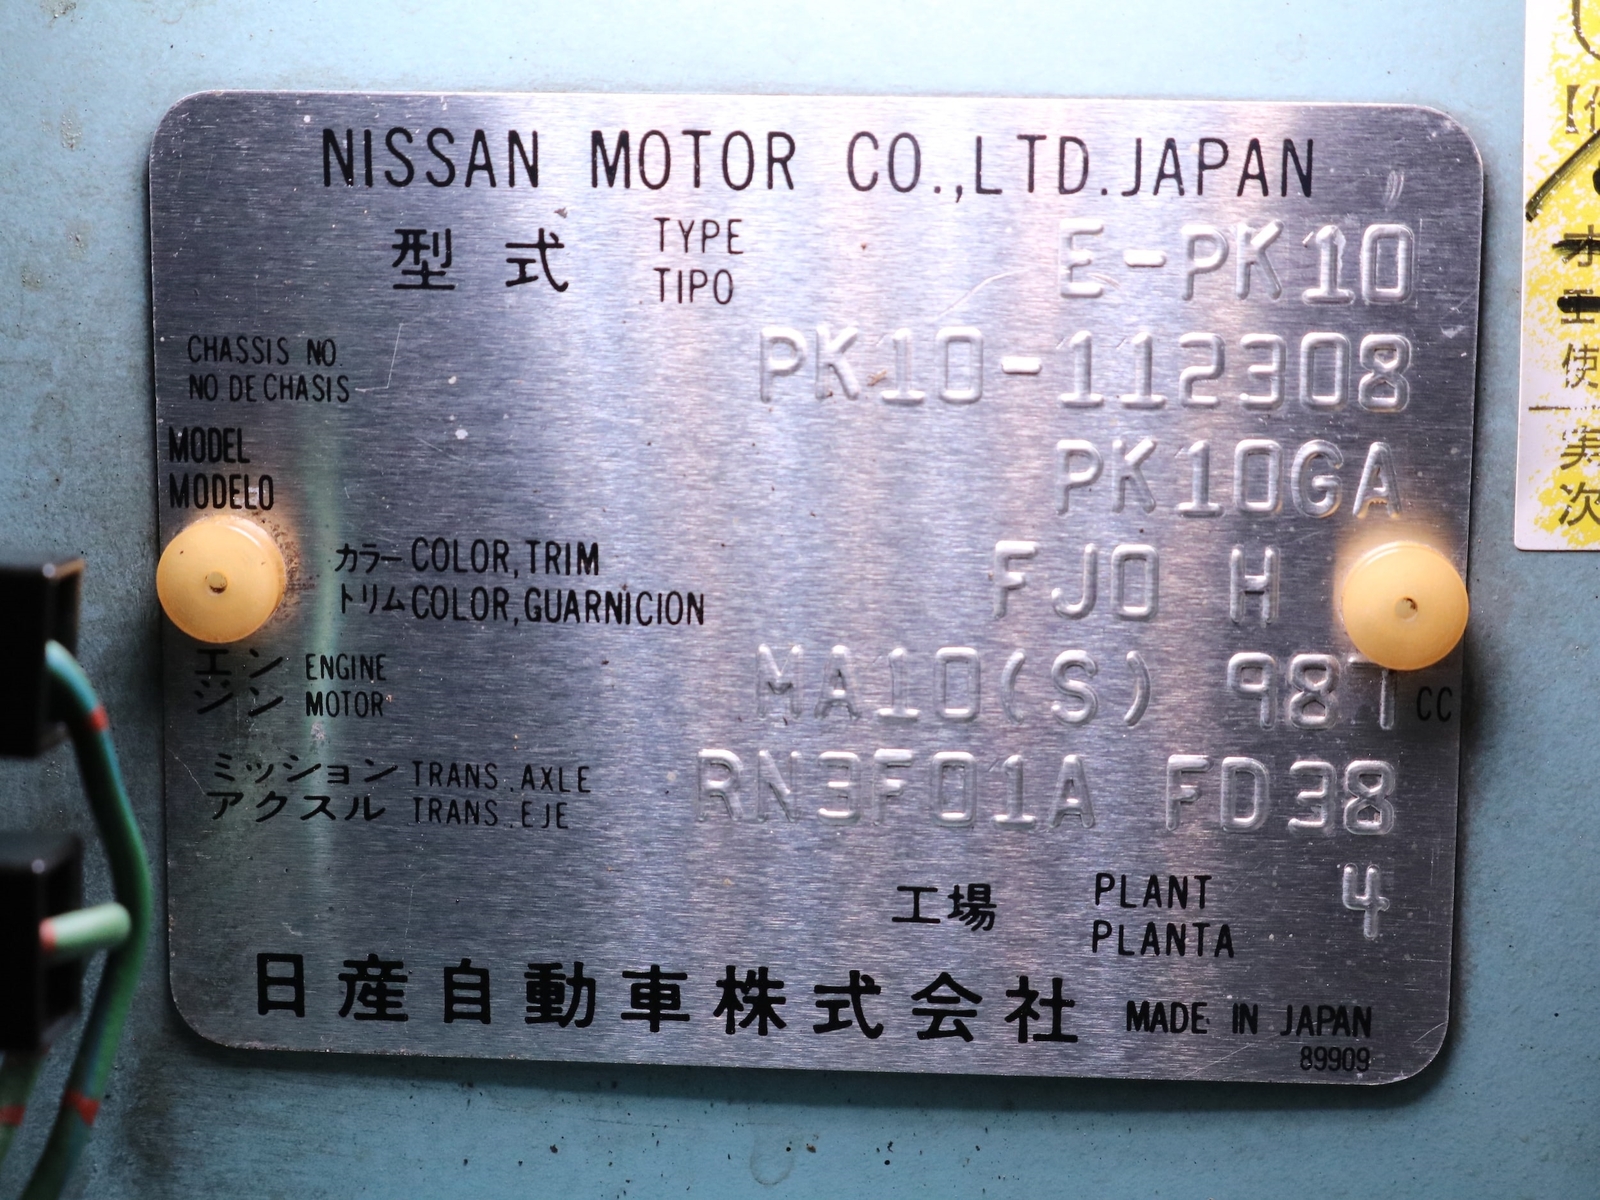 NISSAN MOTOR CO.,LTD.JAPAN
型式 TYPE E-PK10
TIPO
CHASSIS NO. PK10-112308
NO DE CHASIS
MODEL PK10GA
MODELO
カラー COLOR,TRIM FJ0 H
トリム COLOR,GUARNICION
エン ENGINE MA10(S) 987 CC
ジン MOTOR
ミッション TRANS.AXLE RN3F01A FD38
アクスル TRANS.EJE
工場 PLANT 4
PLANTA
日産自動車株式会社 MADE IN JAPAN
89909
使
実
次